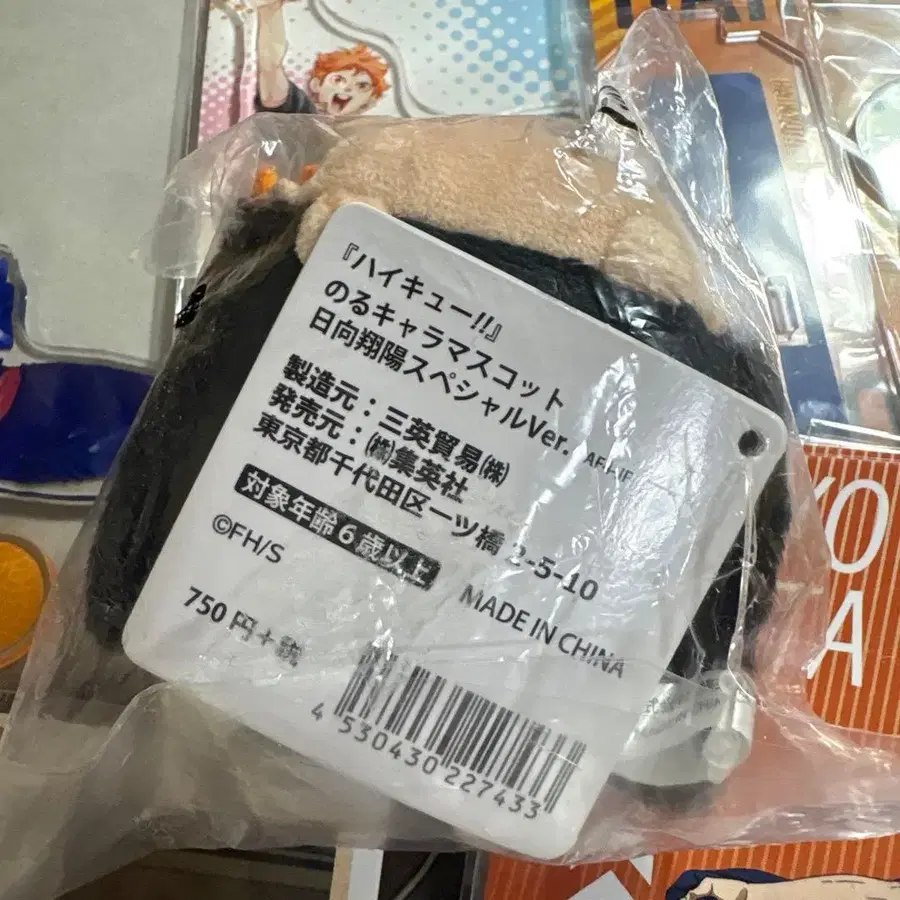 『ハイキュー!!』
のるキャラマスコット
日向翔陽スペシャルVer.
製造元：三英貿易㈱
発売元：㈱集英社
東京都千代田区一ツ橋 2-5-10
対象年齢6歳以上
©FH/S
MADE IN CHINA
750円+税
4 530430 227433
YO
A